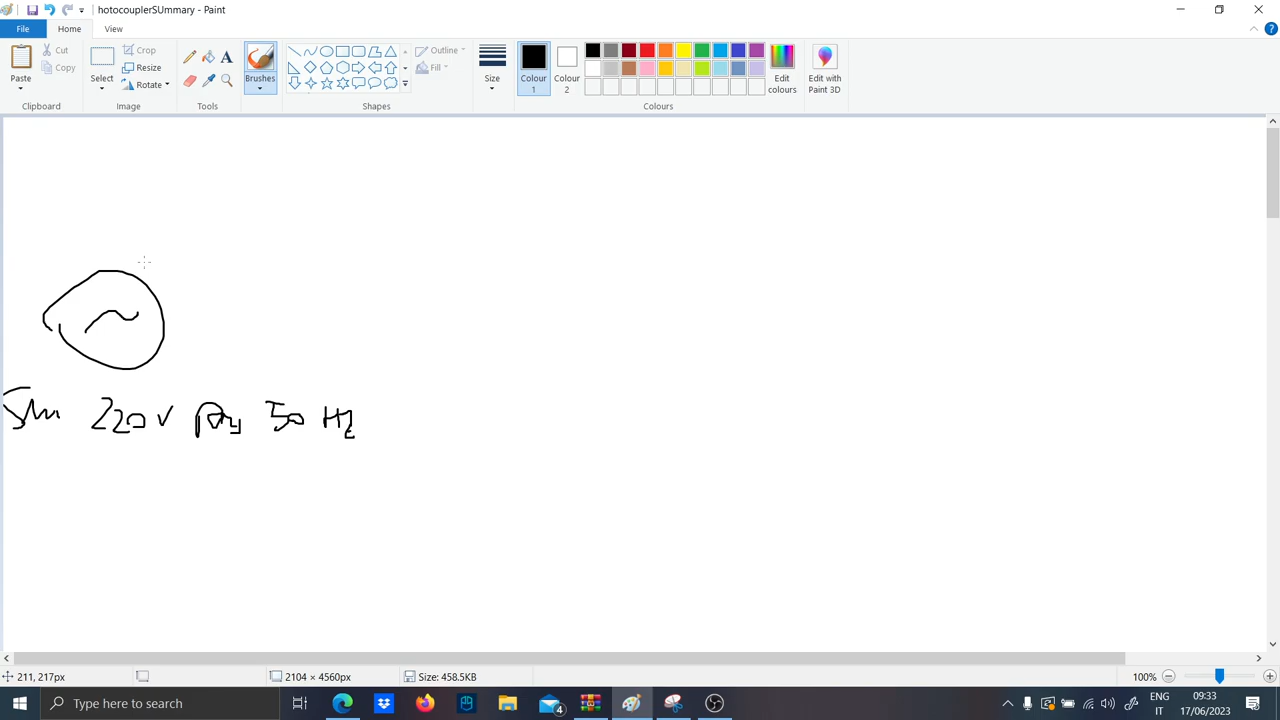 hotocouplerSUmmary - Paint
File
Home
View
Paste
Cut
Copy
Clipboard
Select
Crop
Resize
Rotate
Image
Tools
Brushes
Outline
Fill
Shapes
Size
Colour 1
Colour 2
Edit colours
Colours
Edit with Paint 3D
220V 50 Hz
211, 217px
2104 × 4560px
Size: 458.5KB
100%
Type here to search
4
ENG
IT
09:33
17/06/2023